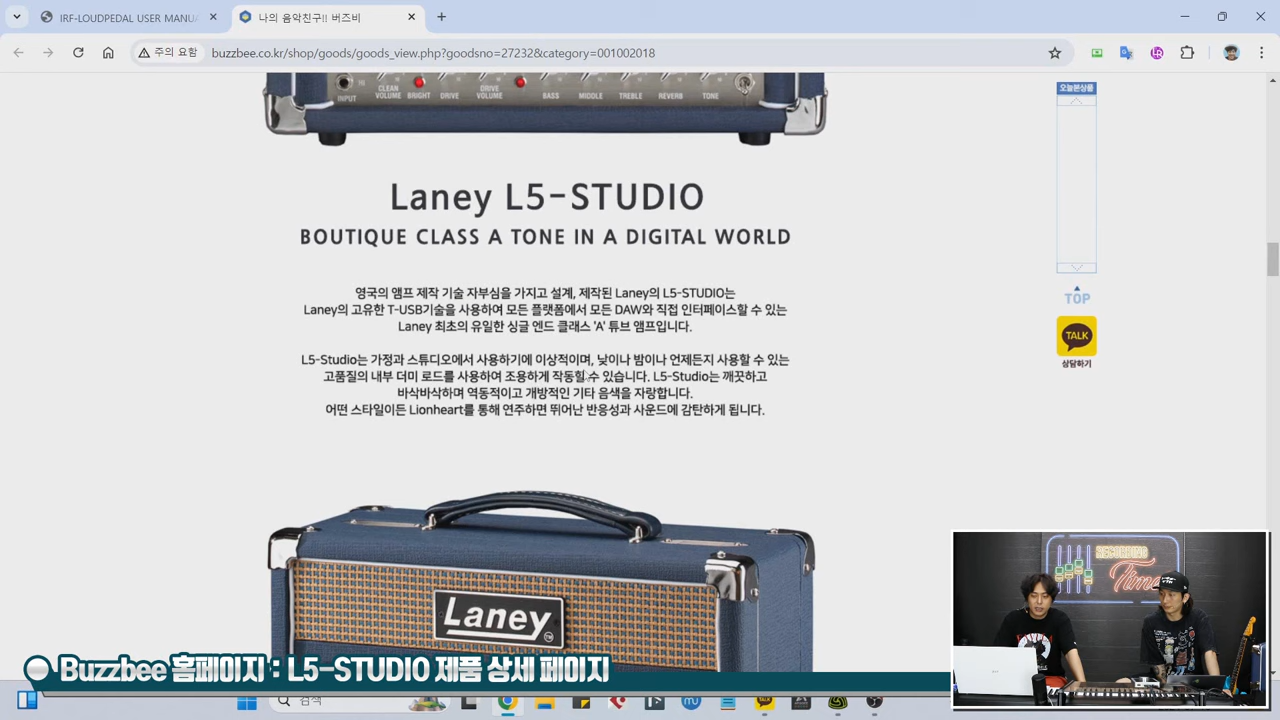 IRF-LOUDPEDAL USER MANUA
나의 음악친구!! 버즈비
주의 요함
buzzbee.co.kr/shop/goods/goods_view.php?goodsno=27232&category=001002018
INPUT
HI
CLEAN VOLUME
BRIGHT
DRIVE
DRIVE VOLUME
BASS
MIDDLE
TREBLE
REVERB
TONE
오늘본상품
Laney L5-STUDIO
BOUTIQUE CLASS A TONE IN A DIGITAL WORLD
영국의 앰프 제작 기술 자부심을 가지고 설계, 제작된 Laney의 L5-STUDIO는
Laney의 고유한 T-USB기술을 사용하여 모든 플랫폼에서 모든 DAW와 직접 인터페이스할 수 있는
Laney 최초의 유일한 싱글 엔드 클래스 'A' 튜브 앰프입니다.
L5-Studio는 가정과 스튜디오에서 사용하기에 이상적이며, 낮이나 밤이나 언제든지 사용할 수 있는
고품질의 내부 더미 로드를 사용하여 조용하게 작동할 수 있습니다. L5-Studio는 깨끗하고
바삭바삭하며 역동적이고 개방적인 기타 음색을 자랑합니다.
어떤 스타일이든 Lionheart를 통해 연주하면 뛰어난 반응성과 사운드에 감탄하게 됩니다.
TOP
TALK
상담하기
Laney
TM
RECORDING
Time
Buzzbee 홈페이지 : L5-STUDIO 제품 상세 페이지
검색